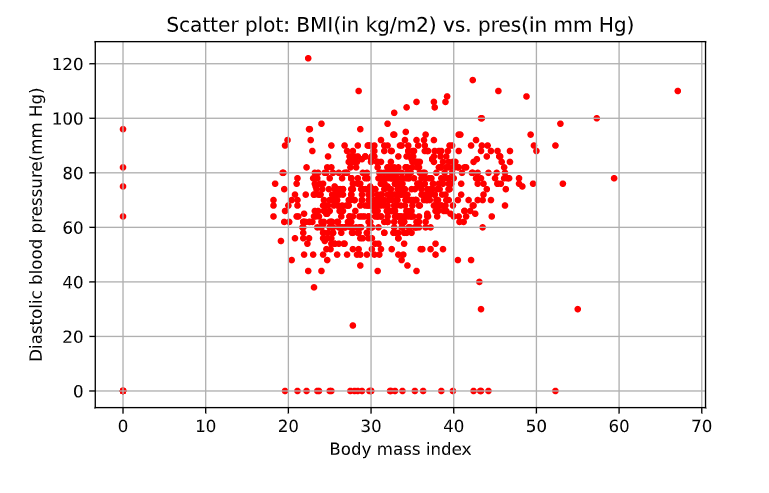 Scatter plot: BMI(in kg/m2) vs. pres(in mm Hg)
120
100
80
60
40
20
0
Diastolic blood pressure(mm Hg)
0 10 20 30 40 50 60 70
Body mass index